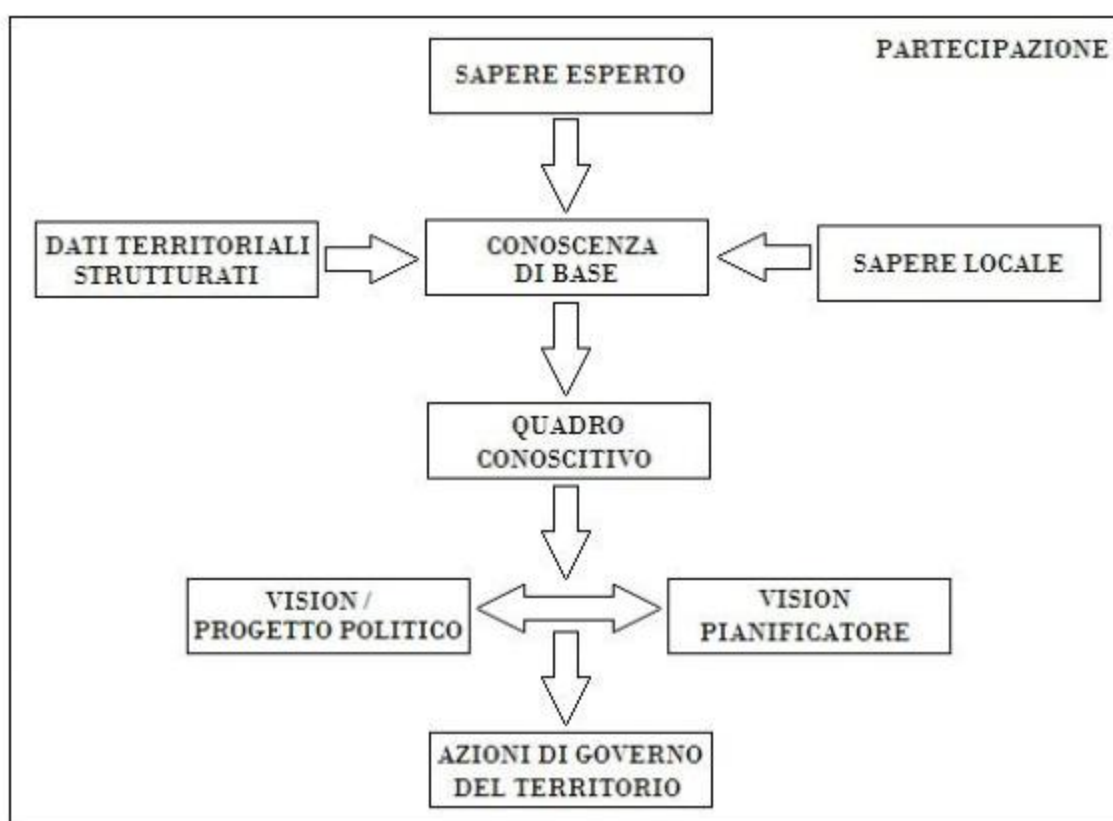 PARTECIPAZIONE
SAPERE ESPERTO
DATI TERRITORIALI
STRUTTURATI
CONOSCENZA
DI BASE
SAPERE LOCALE
QUADRO
CONOSCITIVO
VISION /
PROGETTO POLITICO
VISION
PIANIFICATORE
AZIONI DI GOVERNO
DEL TERRITORIO